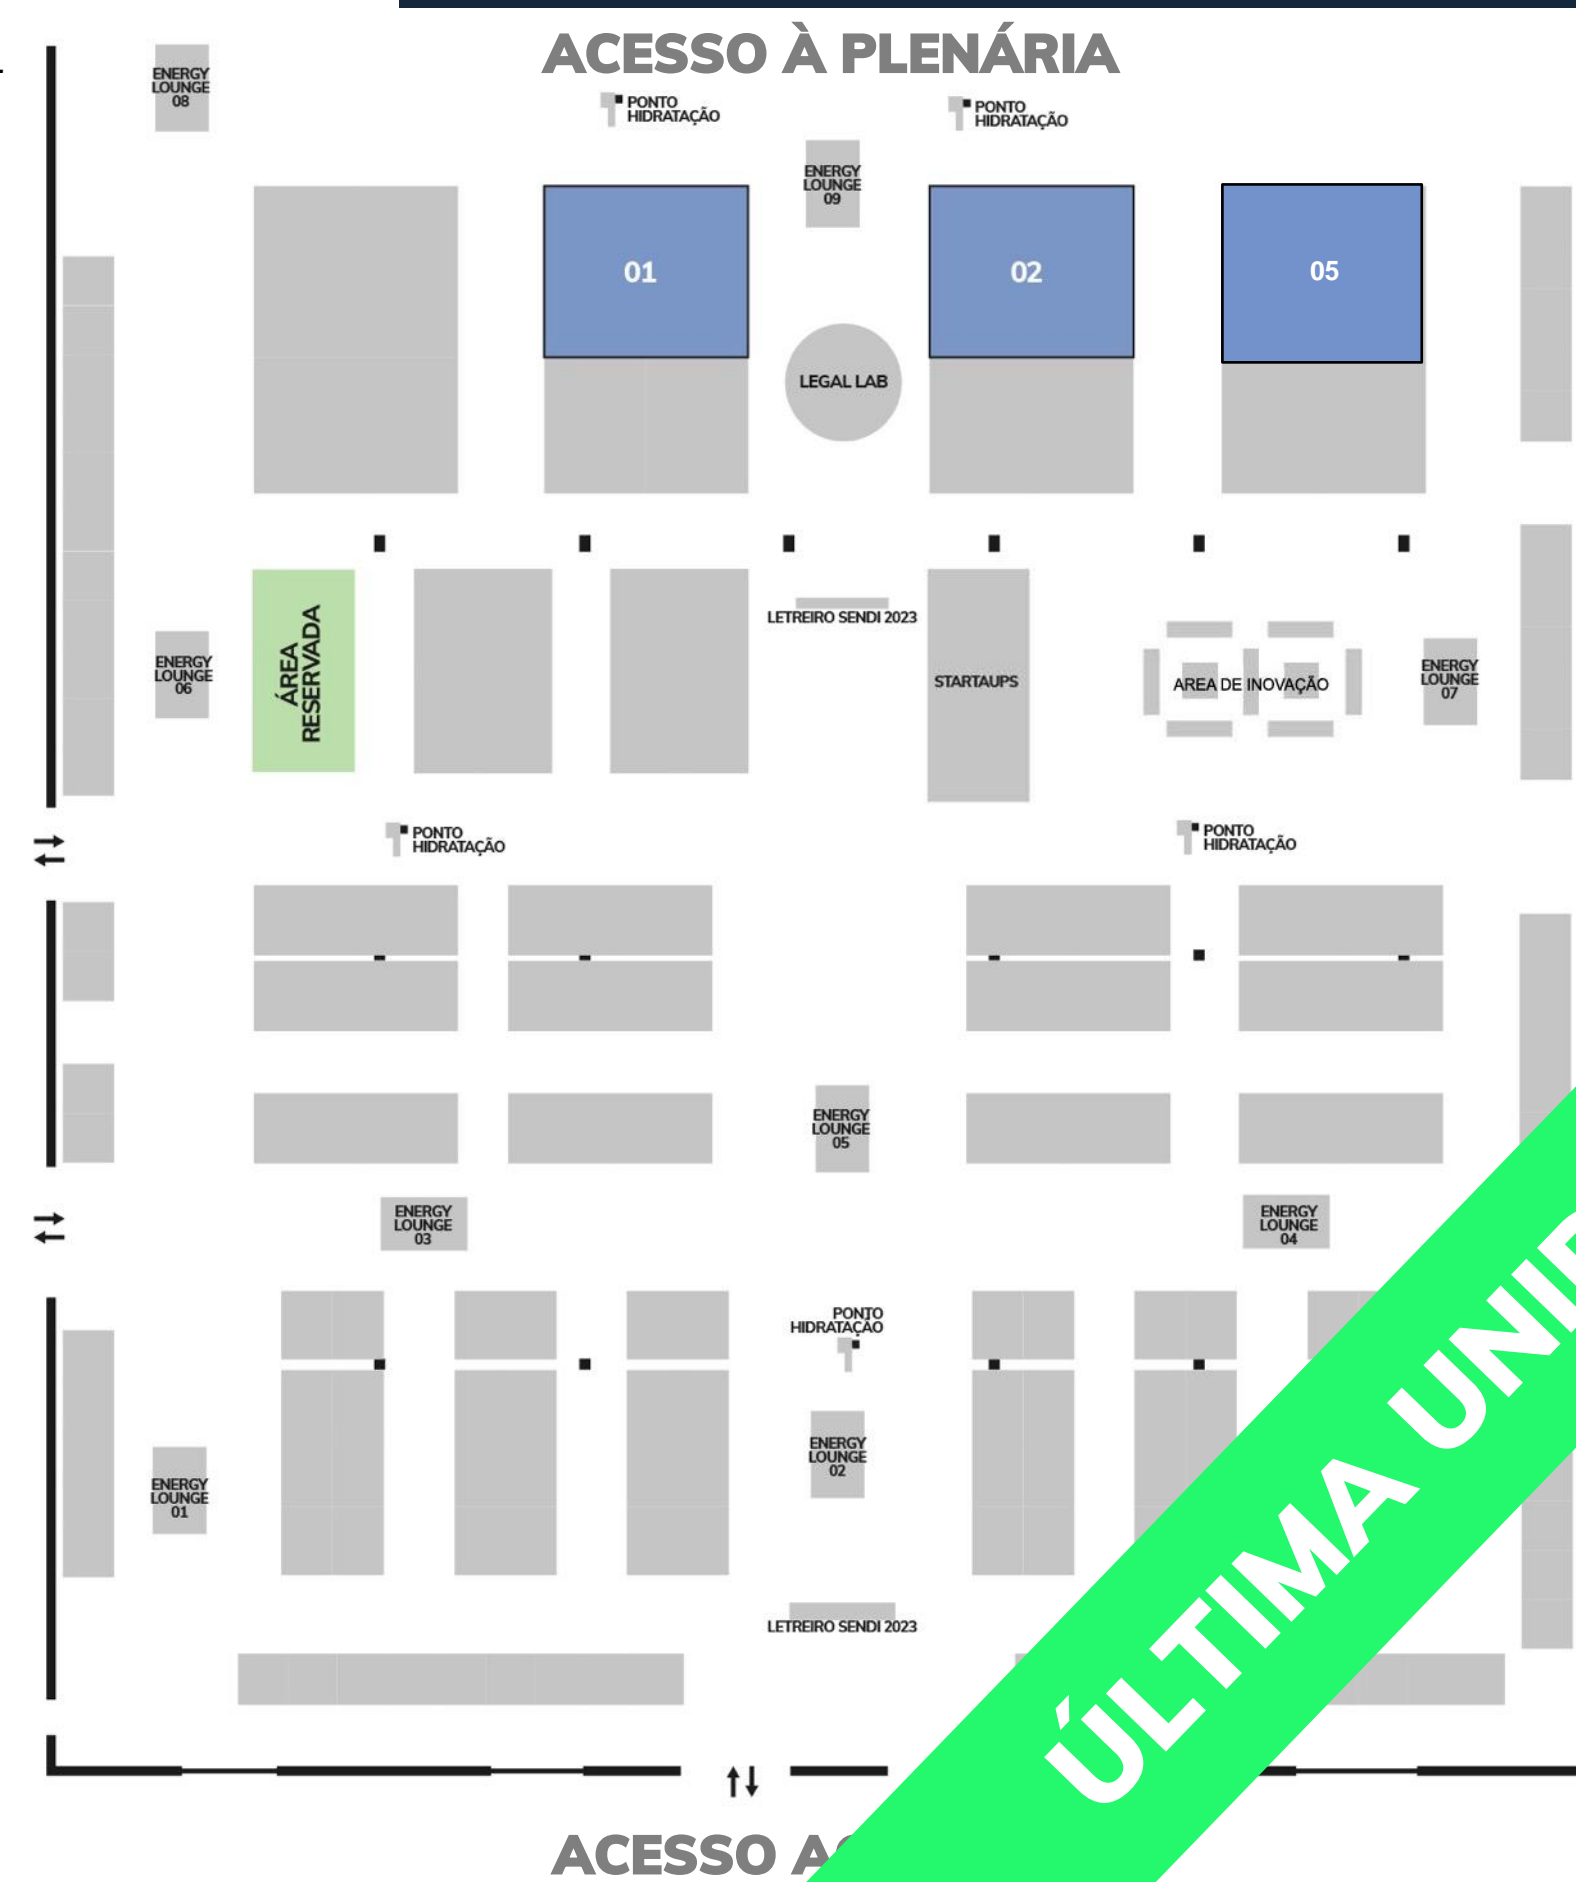 ACESSO À PLENÁRIA
ENERGY
LOUNGE
08
PONTO
HIDRATAÇÃO
PONTO
HIDRATAÇÃO
ENERGY
LOUNGE
09
01
02
05
LEGAL LAB
LETREIRO SENDI 2023
ÁREA
RESERVADA
ENERGY
LOUNGE
06
STARTAUPS
AREA DE INOVAÇÃO
ENERGY
LOUNGE
07
PONTO
HIDRATAÇÃO
PONTO
HIDRATAÇÃO
ENERGY
LOUNGE
05
ENERGY
LOUNGE
03
ENERGY
LOUNGE
04
PONTO
HIDRATAÇÃO
ENERGY
LOUNGE
02
ENERGY
LOUNGE
01
LETREIRO SENDI 2023
ÚLTIMA UNI
ACESSO